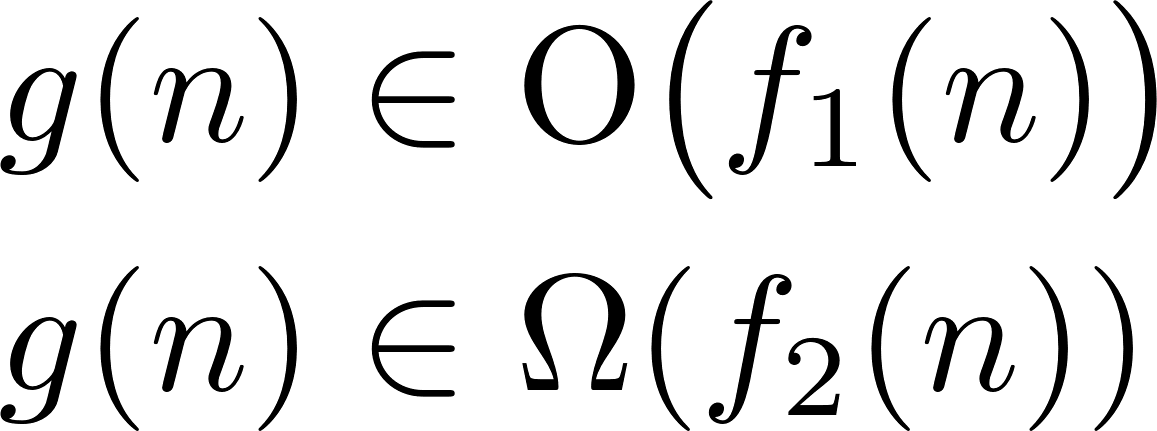 g(n) ∈ O(f₁(n))
g(n) ∈ Ω(f₂(n))